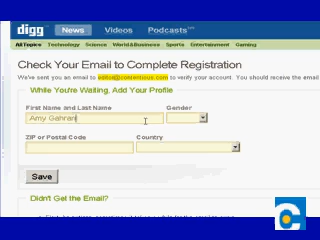 digg News Videos Podcasts
All Topics Technology Science World & Business Sports Entertainment Gaming
Check Your Email to Complete Registration
We've sent you an email to to verify your account. You should receive the email
While You're Waiting, Add Your Profile
First Name and Last Name Gender
Amy Gahran
ZIP or Postal Code Country
Save
Didn't Get the Email?